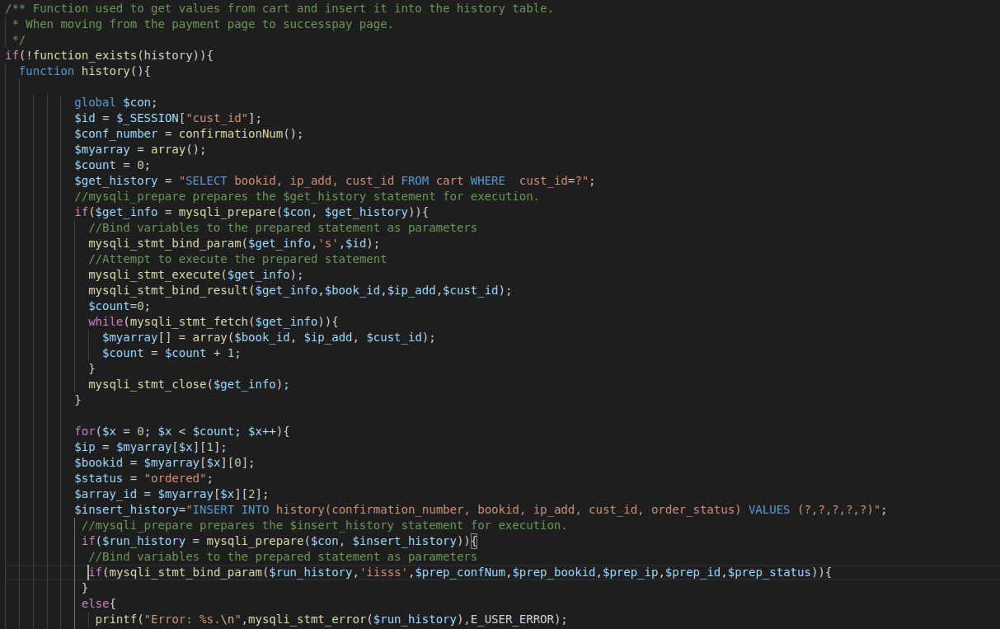 /** Function used to get values from cart and insert it into the history table.
 * When moving from the payment page to successpay page.
 */
if(!function_exists(history)){
  function history(){

          global $con;
          $id = $_SESSION["cust_id"];
          $conf_number = confirmationNum();
          $myarray = array();
          $count = 0;
          $get_history = "SELECT bookid, ip_add, cust_id FROM cart WHERE  cust_id=?";
          //mysqli_prepare prepares the $get_history statement for execution.
          if($get_info = mysqli_prepare($con, $get_history)){
            //Bind variables to the prepared statement as parameters
            mysqli_stmt_bind_param($get_info,'s',$id);
            //Attempt to execute the prepared statement
            mysqli_stmt_execute($get_info);
            mysqli_stmt_bind_result($get_info,$book_id,$ip_add,$cust_id);
            $count=0;
            while(mysqli_stmt_fetch($get_info)){
              $myarray[] = array($book_id, $ip_add, $cust_id);
              $count = $count + 1;
            }
            mysqli_stmt_close($get_info);
          }

          for($x = 0; $x < $count; $x++){
          $ip = $myarray[$x][1];
          $bookid = $myarray[$x][0];
          $status = "ordered";
          $array_id = $myarray[$x][2];
          $insert_history="INSERT INTO history(confirmation_number, bookid, ip_add, cust_id, order_status) VALUES (?,?,?,?,?)";
           //mysqli_prepare prepares the $insert_history statement for execution.
           if($run_history = mysqli_prepare($con, $insert_history)){
            //Bind variables to the prepared statement as parameters
            if(mysqli_stmt_bind_param($run_history,'iisss',$prep_confNum,$prep_bookid,$prep_ip,$prep_id,$prep_status)){
           }
           else{
             printf("Error: %s.\n",mysqli_stmt_error($run_history),E_USER_ERROR);